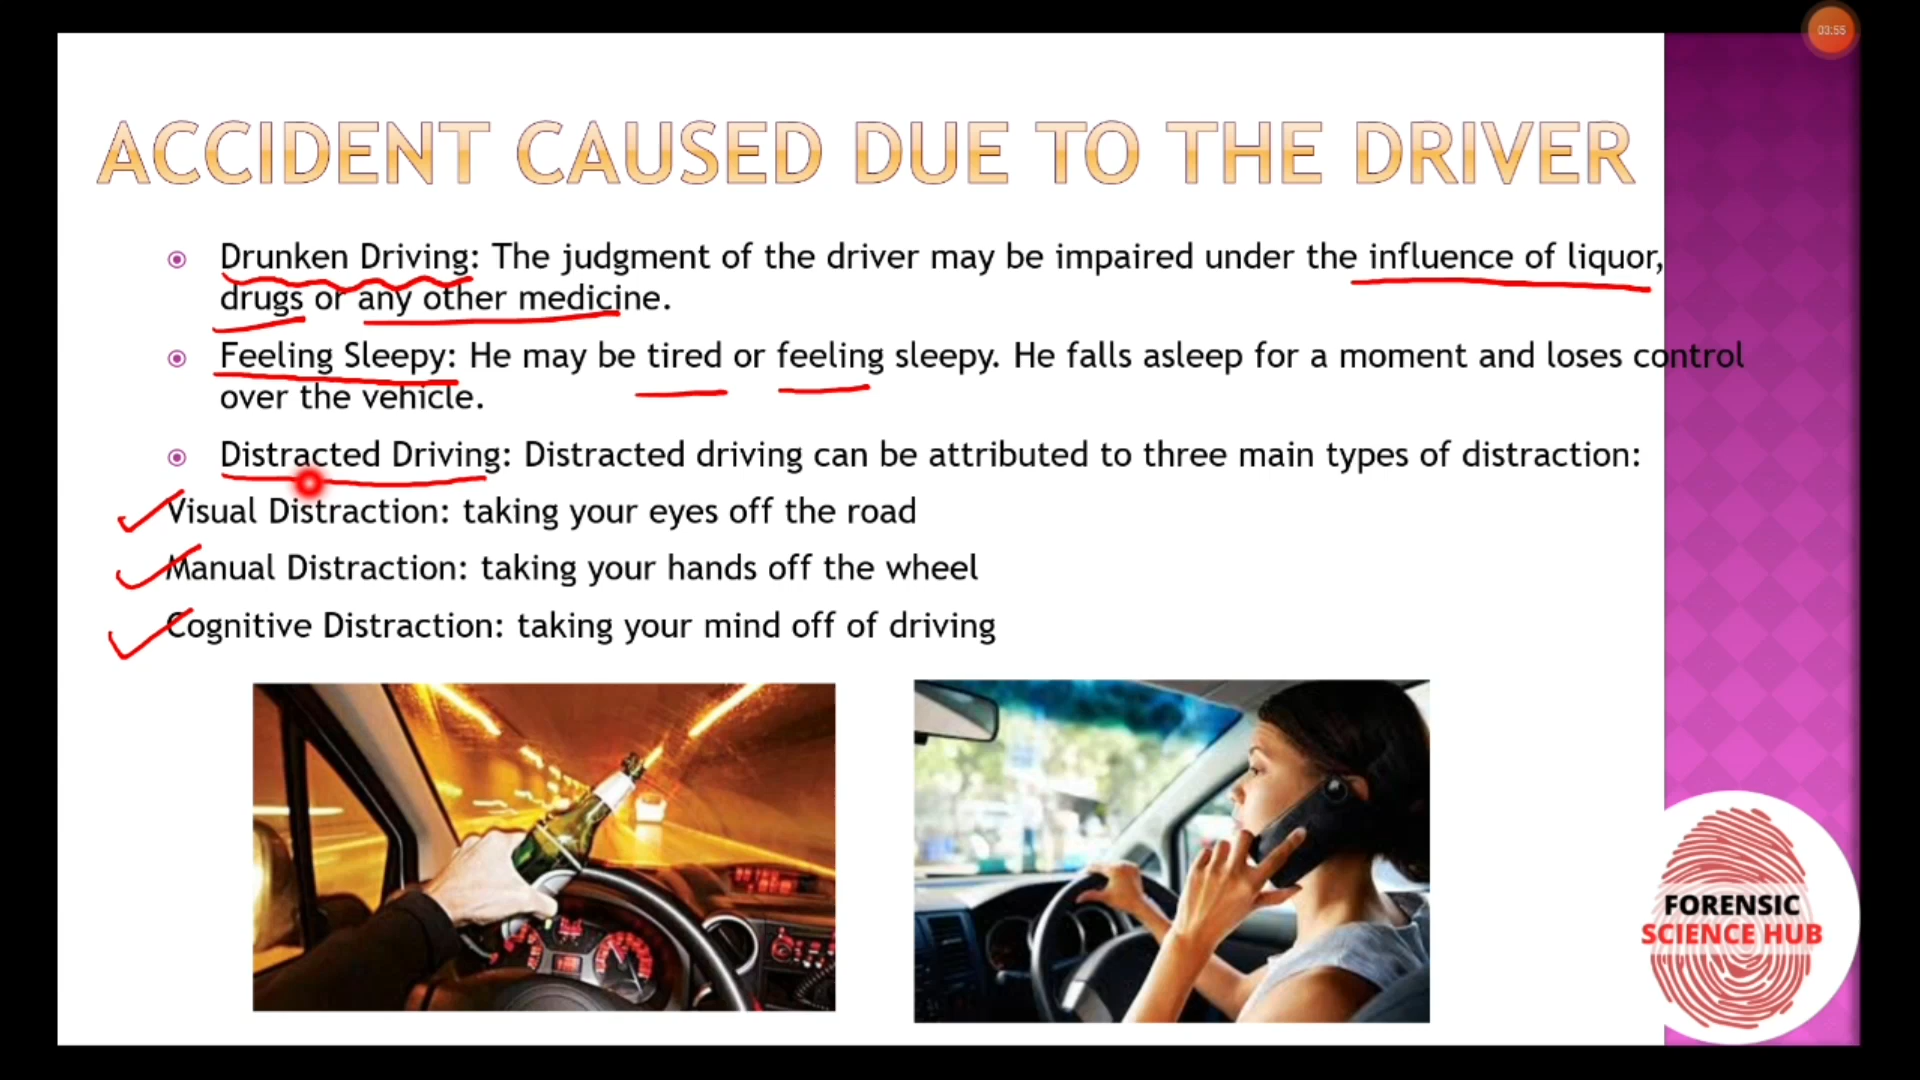 03:55
ACCIDENT CAUSED DUE TO THE DRIVER
Drunken Driving: The judgment of the driver may be impaired under the influence of liquor,
drugs or any other medicine.
Feeling Sleepy: He may be tired or feeling sleepy. He falls asleep for a moment and loses control
over the vehicle.
Distracted Driving: Distracted driving can be attributed to three main types of distraction:
Visual Distraction: taking your eyes off the road
Manual Distraction: taking your hands off the wheel
Cognitive Distraction: taking your mind off of driving
FORENSIC
SCIENCE HUB